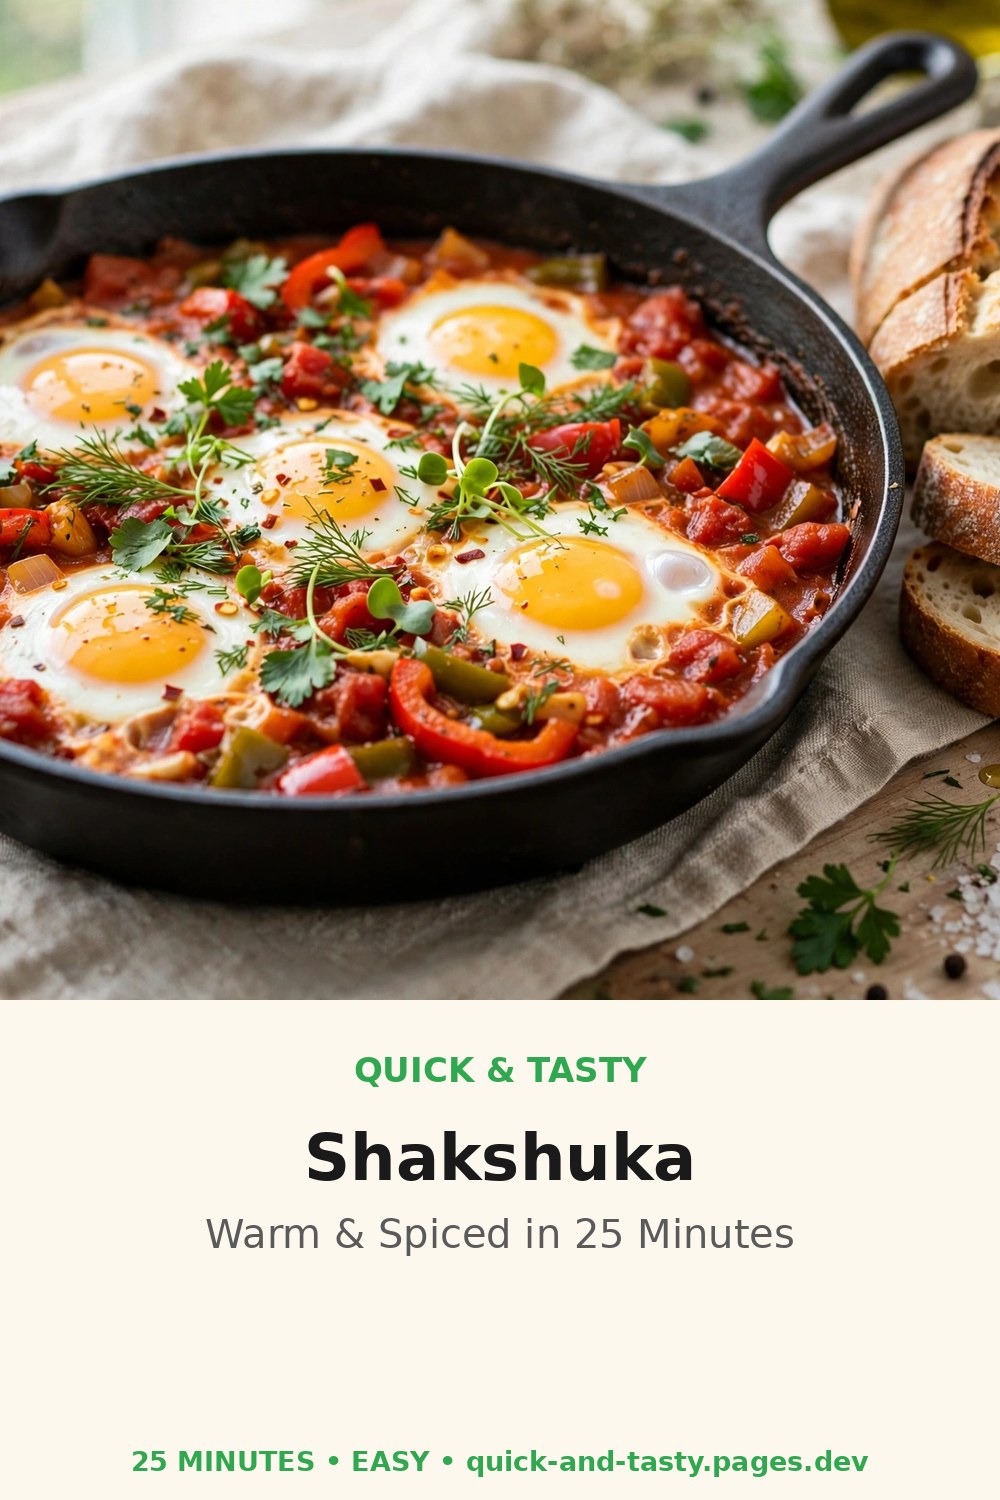 QUICK & TASTY
Shakshuka
Warm & Spiced in 25 Minutes
25 MINUTES • EASY • quick-and-tasty.pages.dev